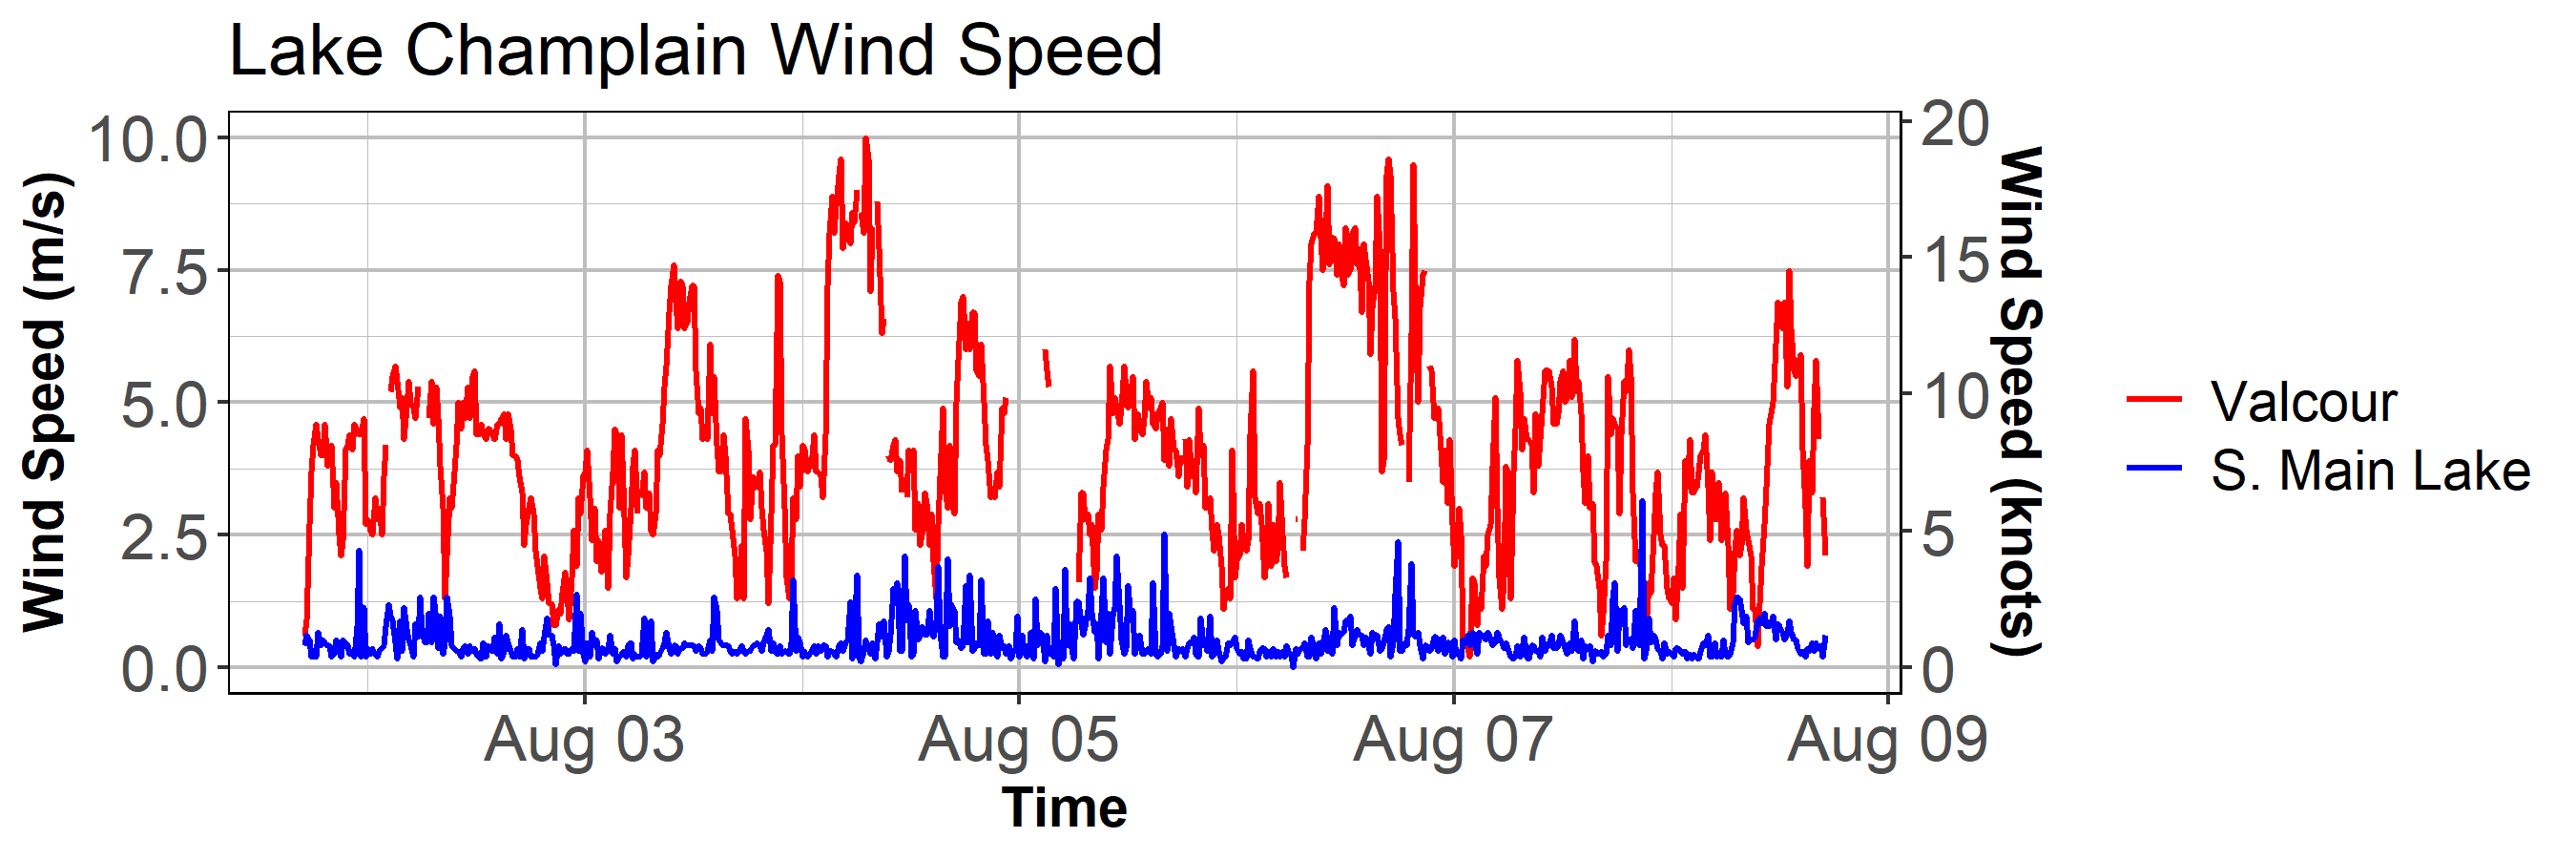 Lake Champlain Wind Speed
Wind Speed (m/s)
10.0
7.5
5.0
2.5
0.0
20
15
10
5
0
Wind Speed (knots)
Aug 03
Aug 05
Aug 07
Aug 09
Time
Valcour
S. Main Lake